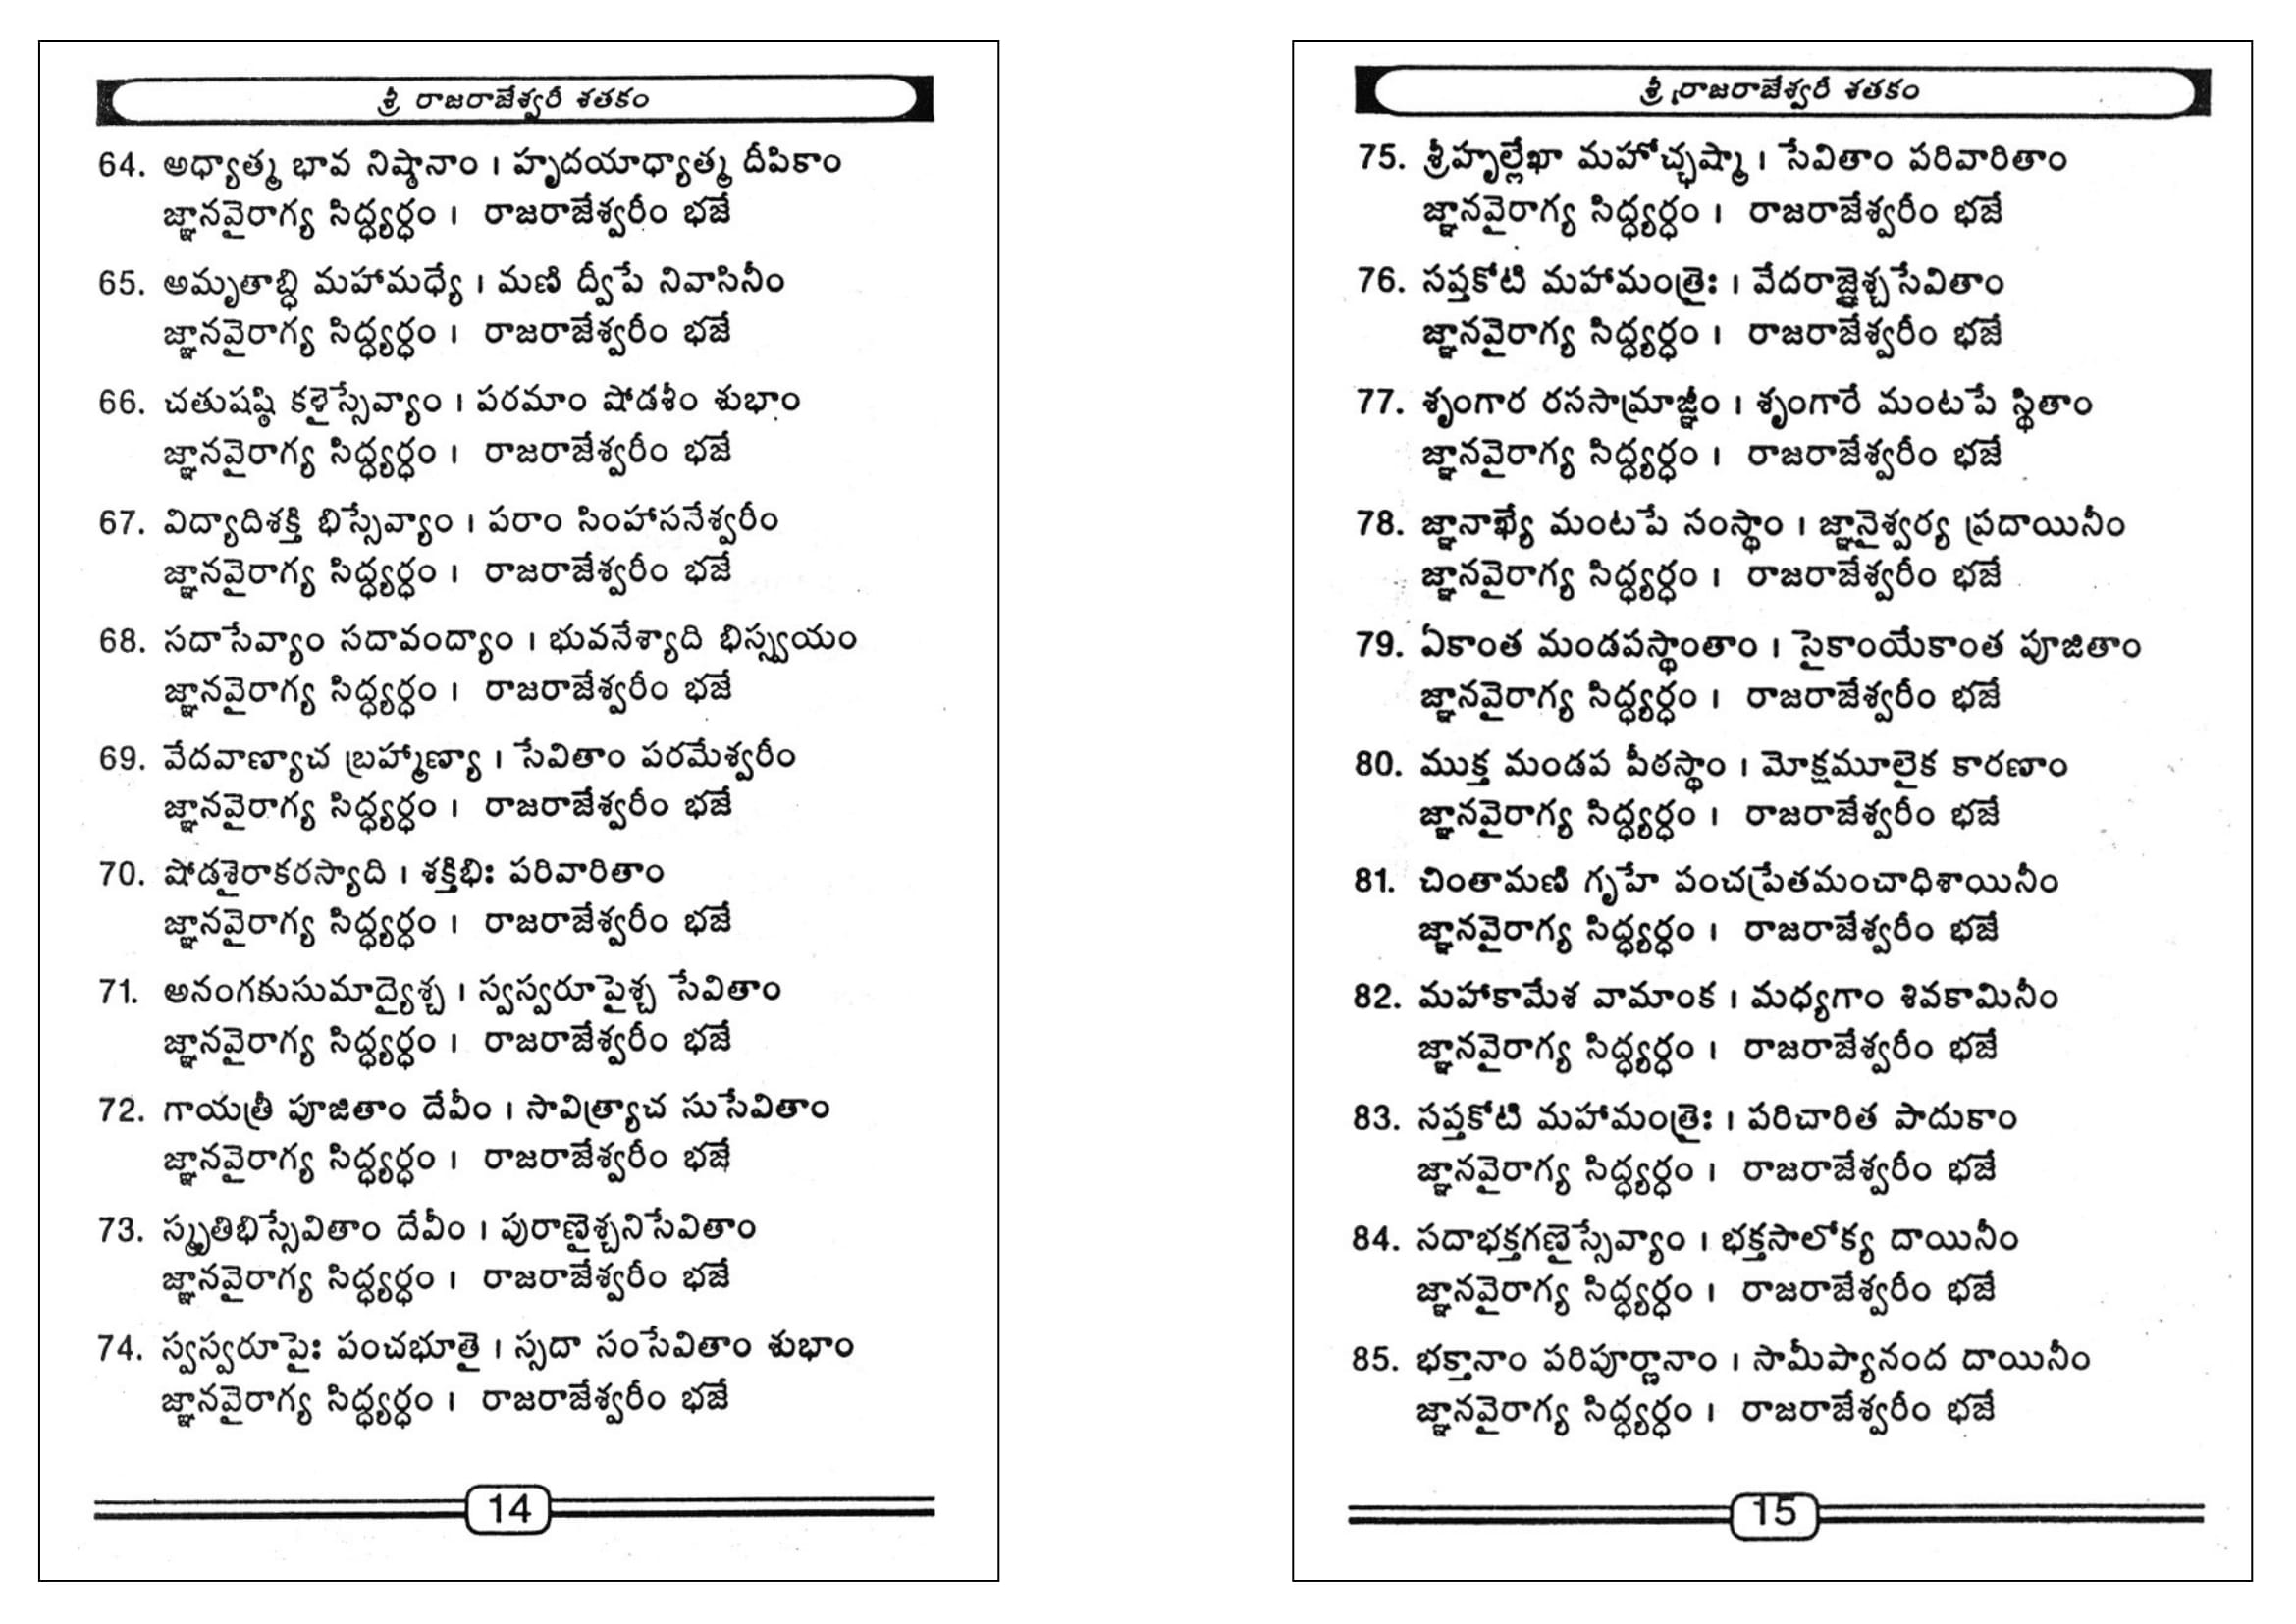 శ్రీ రాజరాజేశ్వరీ శతకం
64. అధ్యాత్మ భావ నిష్ఠానాం । హృదయాధ్యాత్మ దీపికాం
జ్ఞానవైరాగ్య సిద్ధ్యర్ధం । రాజరాజేశ్వరీం భజే
65. అమృతాబ్ధి మహామధ్యే । మణి ద్వీపే నివాసినీం
జ్ఞానవైరాగ్య సిద్ధ్యర్ధం । రాజరాజేశ్వరీం భజే
66. చతుషష్ఠి కళైస్సేవ్యాం । పరమాం షోడశీం శుభాం
జ్ఞానవైరాగ్య సిద్ధ్యర్ధం । రాజరాజేశ్వరీం భజే
67. విద్యాదిశక్తి భిస్సేవ్యాం । పరాం సింహాసనేశ్వరీం
జ్ఞానవైరాగ్య సిద్ధ్యర్ధం । రాజరాజేశ్వరీం భజే
68. సదాసేవ్యాం సదావంద్యాం । భువనేశ్యాది భిస్స్వయం
జ్ఞానవైరాగ్య సిద్ధ్యర్ధం । రాజరాజేశ్వరీం భజే
69. వేదవాణ్యాచ బ్రహ్మాణ్యా । సేవితాం పరమేశ్వరీం
జ్ఞానవైరాగ్య సిద్ధ్యర్ధం । రాజరాజేశ్వరీం భజే
70. షోడశైరాకరస్యాది । శక్తిభిః పరివారితాం
జ్ఞానవైరాగ్య సిద్ధ్యర్ధం । రాజరాజేశ్వరీం భజే
71. అనంగకుసుమాద్యైశ్చ । స్వస్వరూపైశ్చ సేవితాం
జ్ఞానవైరాగ్య సిద్ధ్యర్ధం । రాజరాజేశ్వరీం భజే
72. గాయత్రీ పూజితాం దేవీం । సావిత్ర్యాచ సుసేవితాం
జ్ఞానవైరాగ్య సిద్ధ్యర్ధం । రాజరాజేశ్వరీం భజే
73. స్మృతిభిస్సేవితాం దేవీం । పురాణైశ్చనిసేవితాం
జ్ఞానవైరాగ్య సిద్ధ్యర్ధం । రాజరాజేశ్వరీం భజే
74. స్వస్వరూపైః పంచభూతై । స్సదా సంసేవితాం శుభాం
జ్ఞానవైరాగ్య సిద్ధ్యర్ధం । రాజరాజేశ్వరీం భజే
14
శ్రీ రాజరాజేశ్వరీ శతకం
75. శ్రీహృల్లేఖా మహోచ్ఛుష్మా । సేవితాం పరివారితాం
జ్ఞానవైరాగ్య సిద్ధ్యర్ధం । రాజరాజేశ్వరీం భజే
76. సప్తకోటి మహామంత్రైః । వేదరాజ్ఞైశ్చసేవితాం
జ్ఞానవైరాగ్య సిద్ధ్యర్ధం । రాజరాజేశ్వరీం భజే
77. శృంగార రససామ్రాజ్ఞీం । శృంగారే మంటపే స్థితాం
జ్ఞానవైరాగ్య సిద్ధ్యర్ధం । రాజరాజేశ్వరీం భజే
78. జ్ఞానాఖ్యే మంటపే సంస్థాం । జ్ఞానైశ్వర్య ప్రదాయినీం
జ్ఞానవైరాగ్య సిద్ధ్యర్ధం । రాజరాజేశ్వరీం భజే
79. ఏకాంత మండపస్థాంతాం । సైకాంయేకాంత పూజితాం
జ్ఞానవైరాగ్య సిద్ధ్యర్ధం । రాజరాజేశ్వరీం భజే
80. ముక్త మండప పీఠస్థాం । మోక్షమూలైక కారణాం
జ్ఞానవైరాగ్య సిద్ధ్యర్ధం । రాజరాజేశ్వరీం భజే
81. చింతామణి గృహే పంచప్రేతమంచాధిశాయినీం
జ్ఞానవైరాగ్య సిద్ధ్యర్ధం । రాజరాజేశ్వరీం భజే
82. మహాకామేశ వామాంక । మధ్యగాం శివకామినీం
జ్ఞానవైరాగ్య సిద్ధ్యర్ధం । రాజరాజేశ్వరీం భజే
83. సప్తకోటి మహామంత్రైః । పరిచారిత పాదుకాం
జ్ఞానవైరాగ్య సిద్ధ్యర్ధం । రాజరాజేశ్వరీం భజే
84. సదాభక్తగణైస్సేవ్యాం । భక్తసాలోక్య దాయినీం
జ్ఞానవైరాగ్య సిద్ధ్యర్ధం । రాజరాజేశ్వరీం భజే
85. భక్తానాం పరిపూర్ణానాం । సామీప్యానంద దాయినీం
జ్ఞానవైరాగ్య సిద్ధ్యర్ధం । రాజరాజేశ్వరీం భజే
15